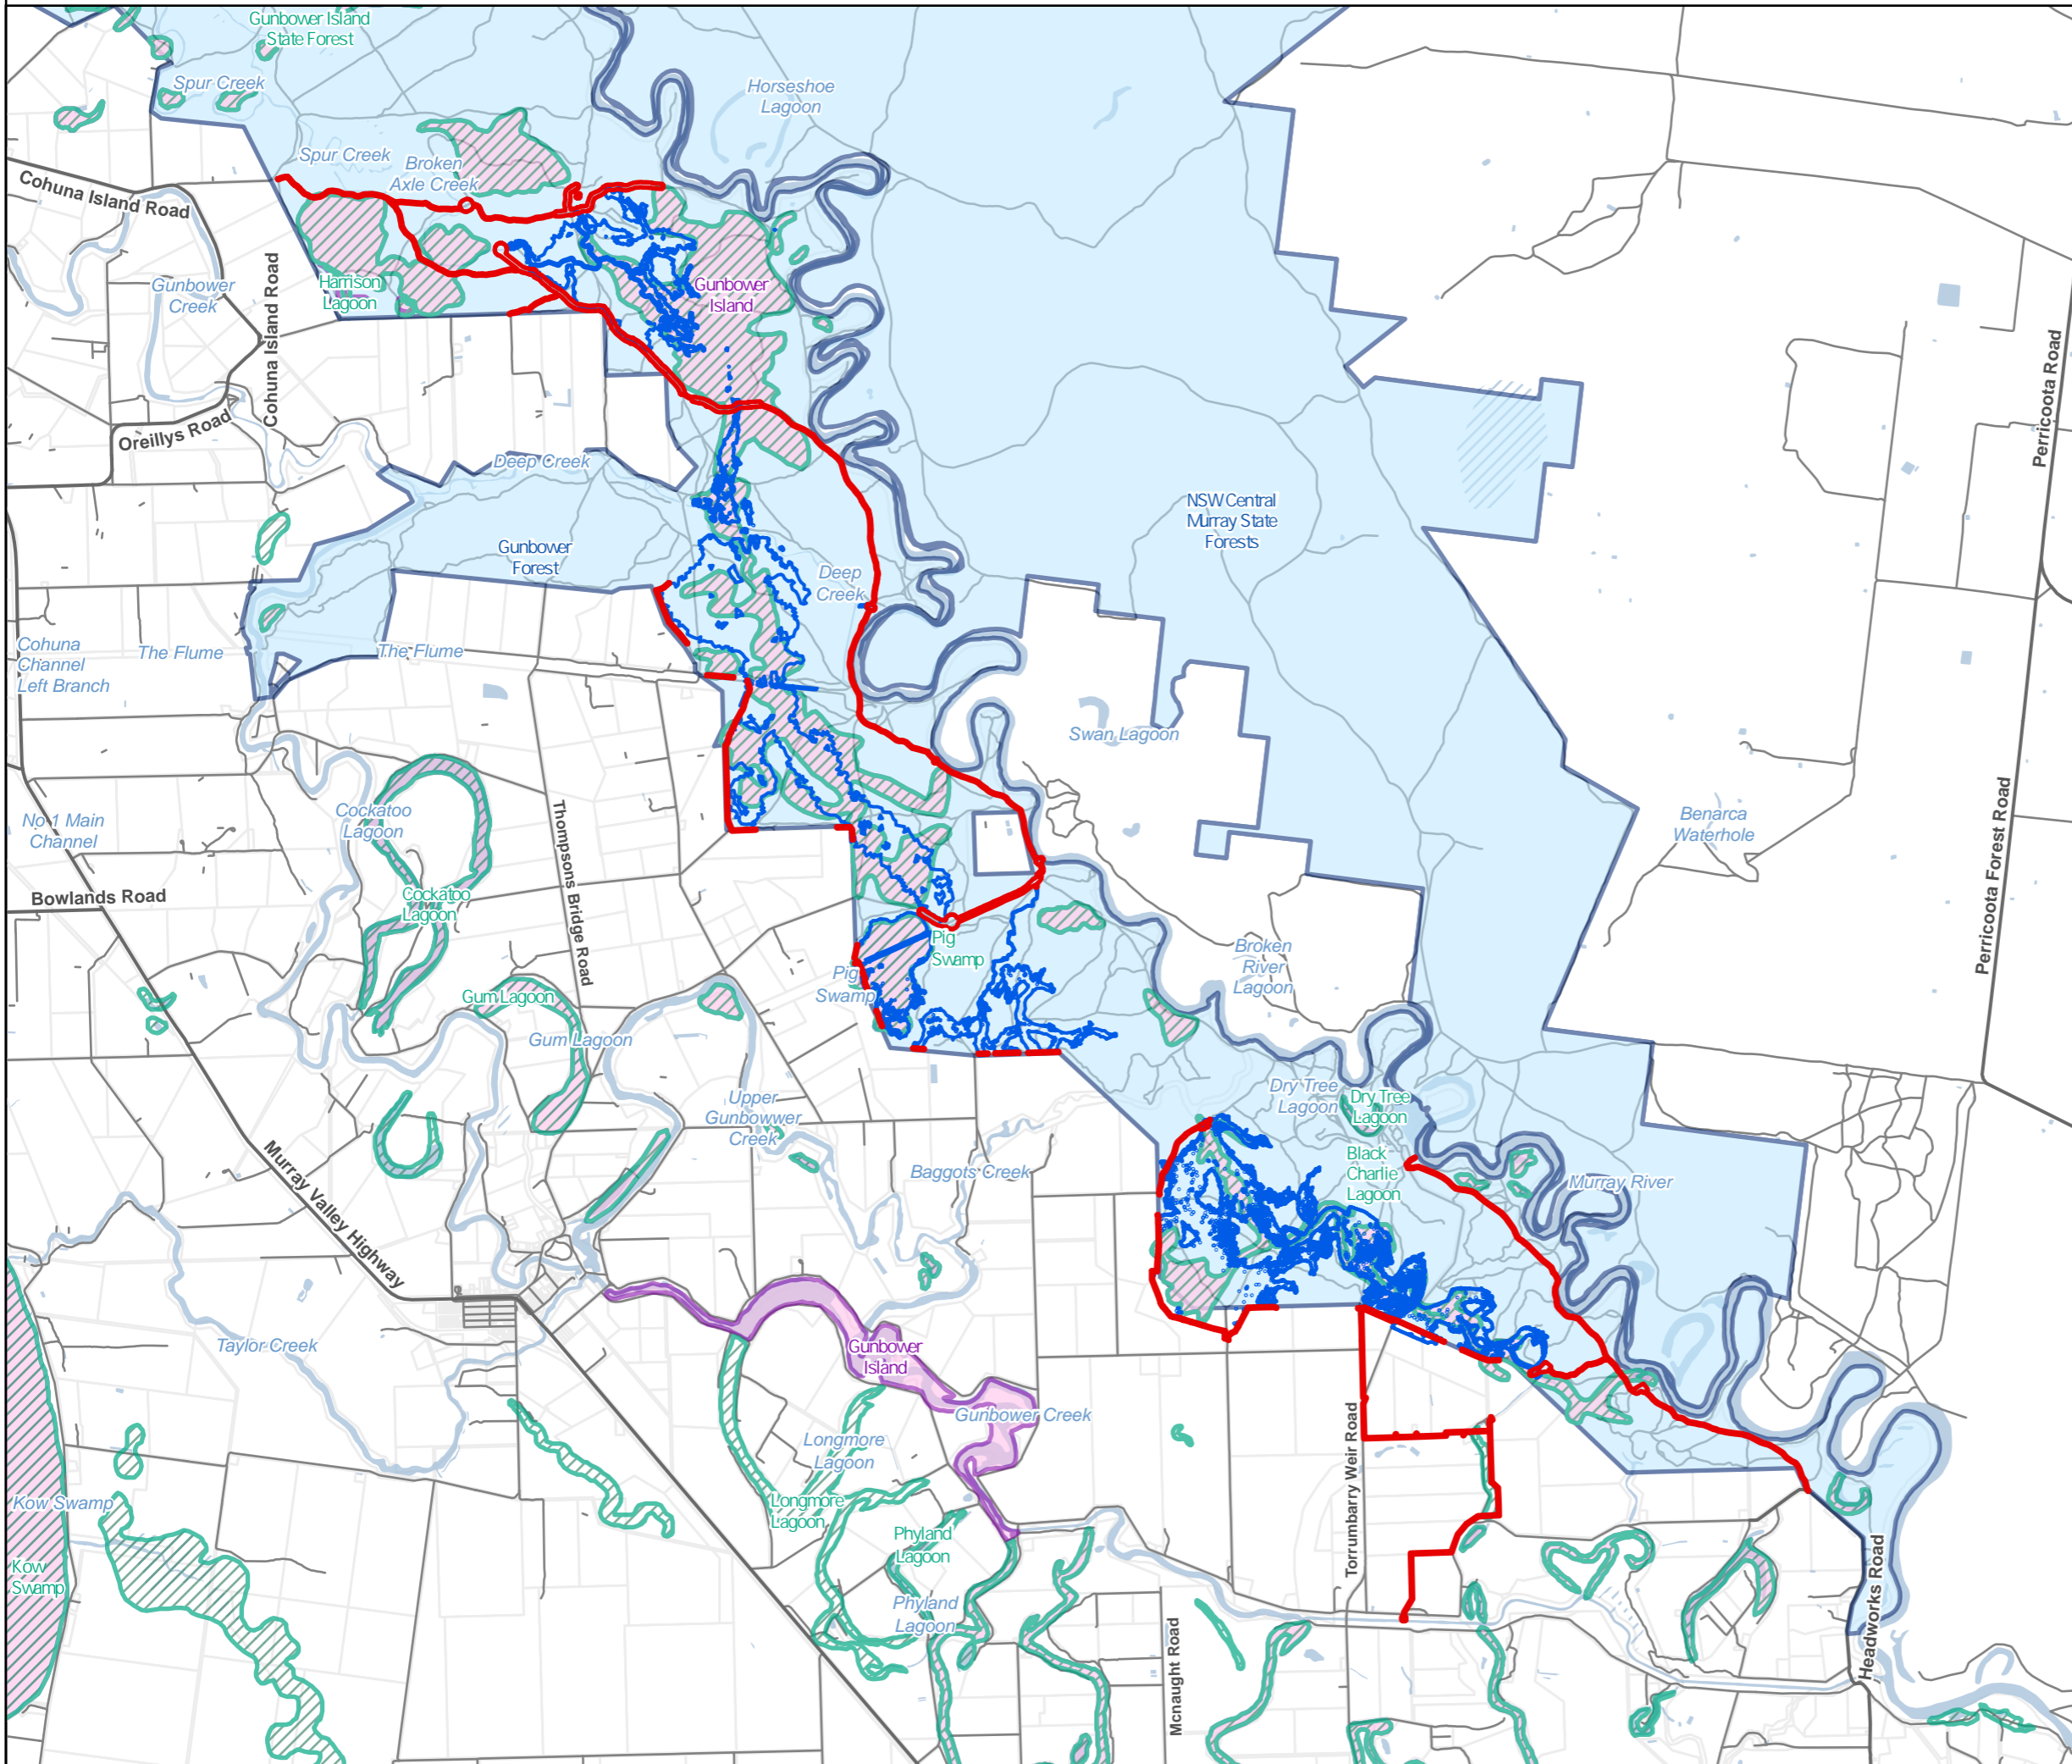 Gunbower Island
State Forest
Spur Creek
Horseshoe
Lagoon
Spur Creek
Broken
Axle Creek
Cohuna Island Road
Gunbower
Creek
Harrison
Lagoon
Gunbower
Island
Cohuna Island Road
Oreillys Road
Deep Creek
Perricoota Road
NSW Central
Murray State
Forests
Gunbower
Forest
Deep
Creek
Cohuna
Channel
Left Branch
The Flume
The Flume
Swan Lagoon
Cockatoo
Lagoon
No 1 Main
Channel
Benarca
Waterhole
Thompsons Bridge Road
Bowlands Road
Cockatoo
Lagoon
Perricoota Forest Road
Pig
Swamp
Broken
River
Lagoon
Pig
Swamp
Gum Lagoon
Gum Lagoon
Upper
Gunbowwer
Creek
Dry Tree
Lagoon
Dry Tree
Lagoon
Murray Valley Highway
Baggots Creek
Black
Charlie
Lagoon
Murray River
Taylor Creek
Gunbower
Island
Gunbower Creek
Longmore
Lagoon
Torrumbarry Weir Road
Kow Swamp
Longmore
Lagoon
Phyland
Lagoon
Kow
Swamp
Phyland
Lagoon
Mcnaught Road
Headworks Road